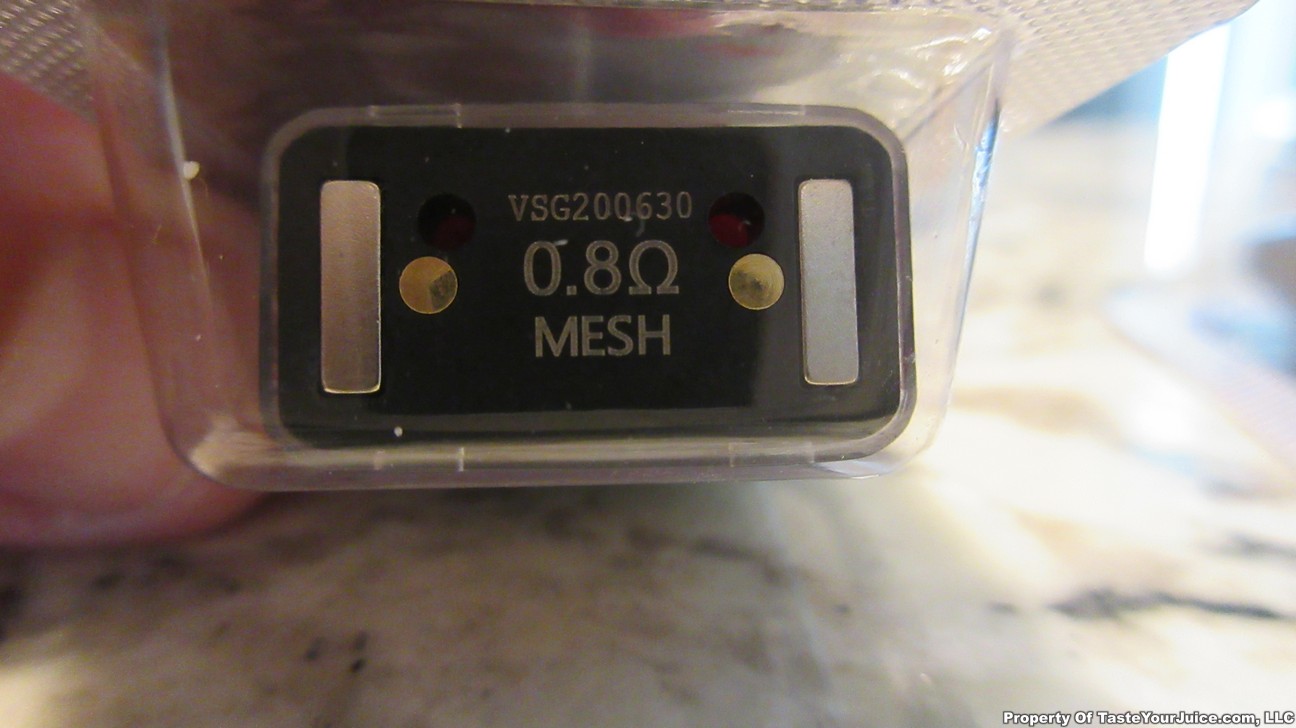 VSG200630
0.8Ω
MESH
Property Of TasteYourJuice.com, LLC